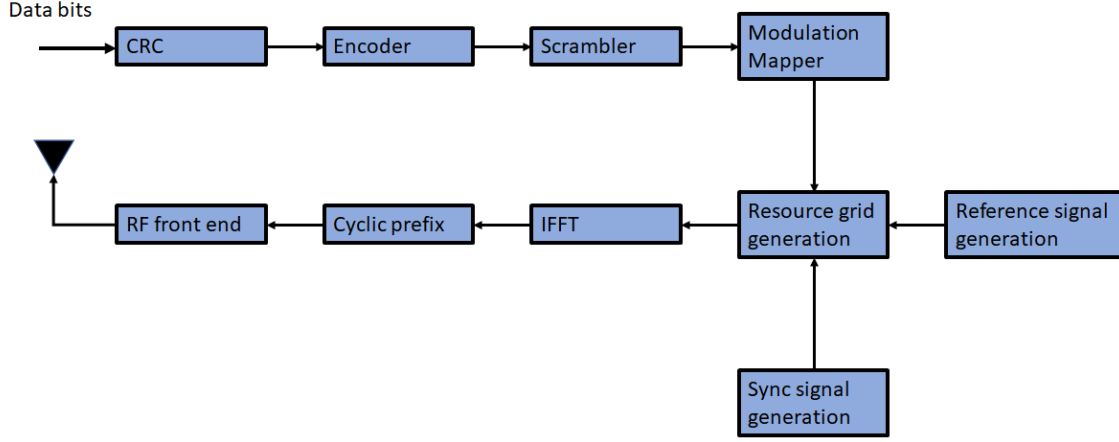 Data bits
CRC
Encoder
Scrambler
Modulation
Mapper
RF front end
Cyclic prefix
IFFT
Resource grid
generation
Reference signal
generation
Sync signal
generation